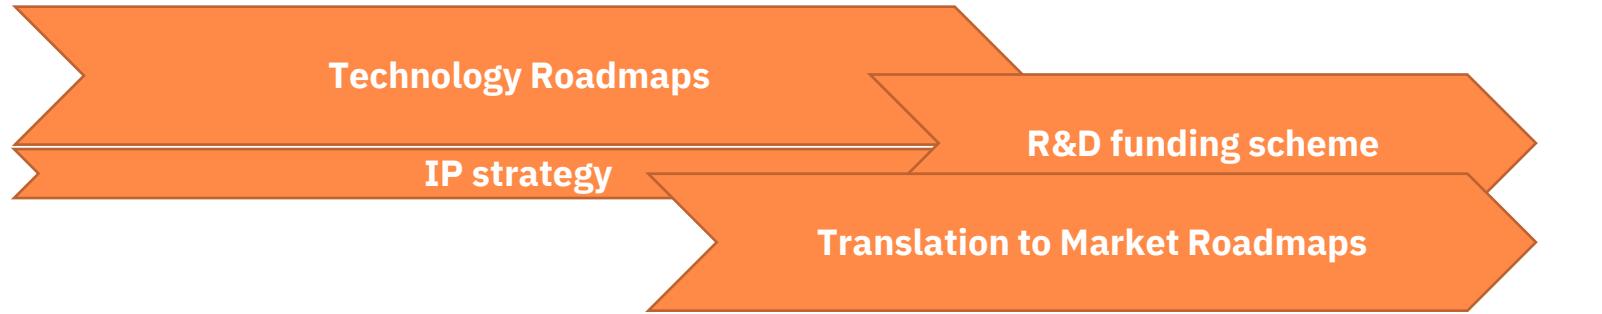 Technology Roadmaps
R&D funding scheme
IP strategy
Translation to Market Roadmaps